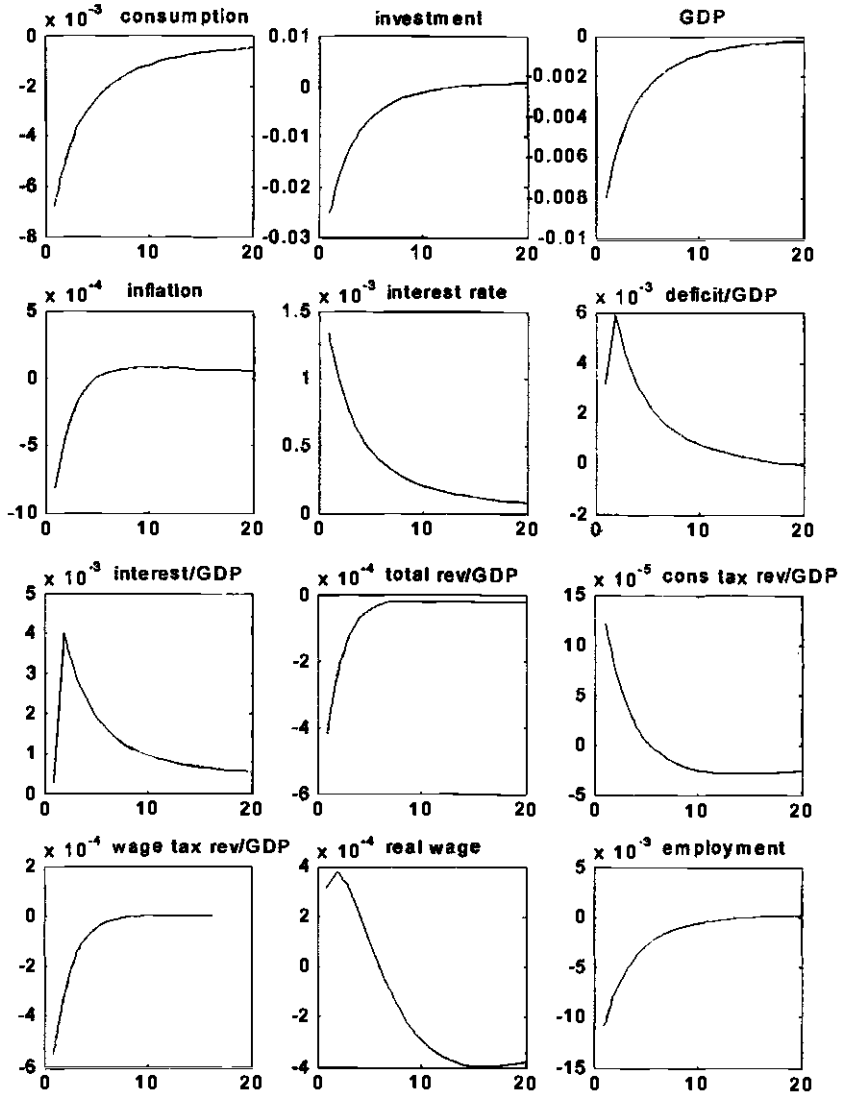 x 10⁻³ consumption
0
-2
-4
-6
-8
0 10 20
investment
0.01
0
-0.01
-0.02
-0.03
0 10 20
GDP
0
-0.002
-0.004
-0.006
-0.008
-0.01
0 10 20
x 10⁻⁴ inflation
5
0
-5
-10
0 10 20
x 10⁻³ interest rate
1.5
1
0.5
0
0 10 20
x 10⁻³ deficit/GDP
6
4
2
0
-2
0 10 20
x 10⁻³ interest/GDP
5
4
3
2
1
0
0 10 20
x 10⁻⁴ total rev/GDP
0
-2
-4
-6
0 10 20
x 10⁻⁵ cons tax rev/GDP
15
10
5
0
-5
0 10 20
x 10⁻⁴ wage tax rev/GDP
2
0
-2
-4
-6
0 10 20
x 10⁻⁴ real wage
4
2
0
-2
-4
0 10 20
x 10⁻³ employment
5
0
-5
-10
-15
0 10 20